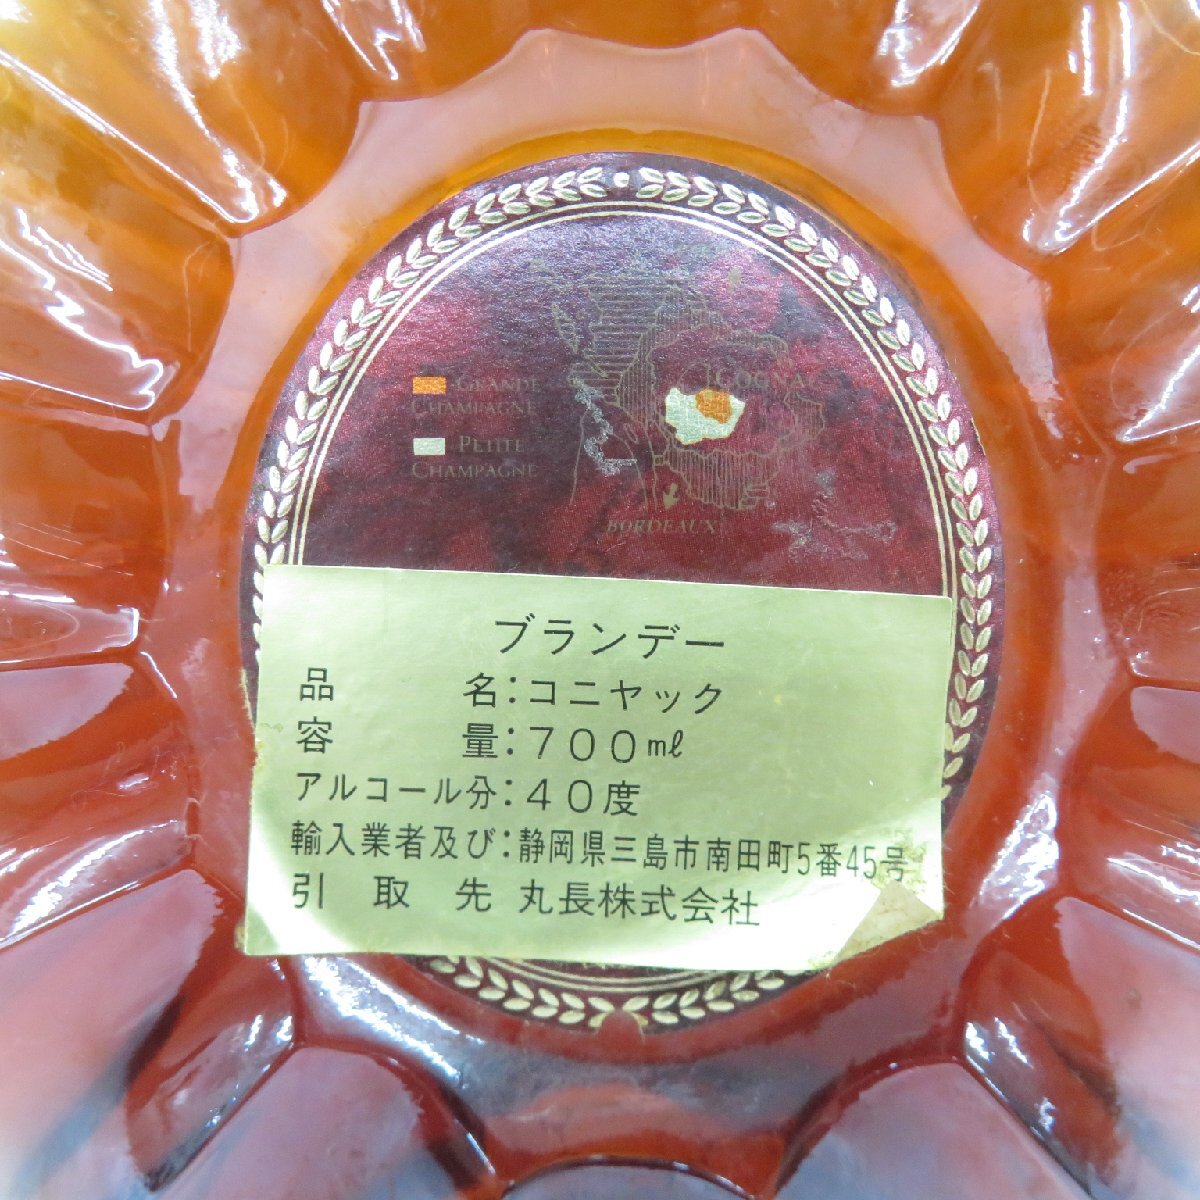 GRANDE
CHAMPAGNE
PETITE
CHAMPAGNE
COGNAC
BORDEAUX
ブランデー
品 名:コニャック
容 量:700ml
アルコール分:40度
輸入業者及び:静岡県三島市南田町5番45号
引取先 丸長株式会社